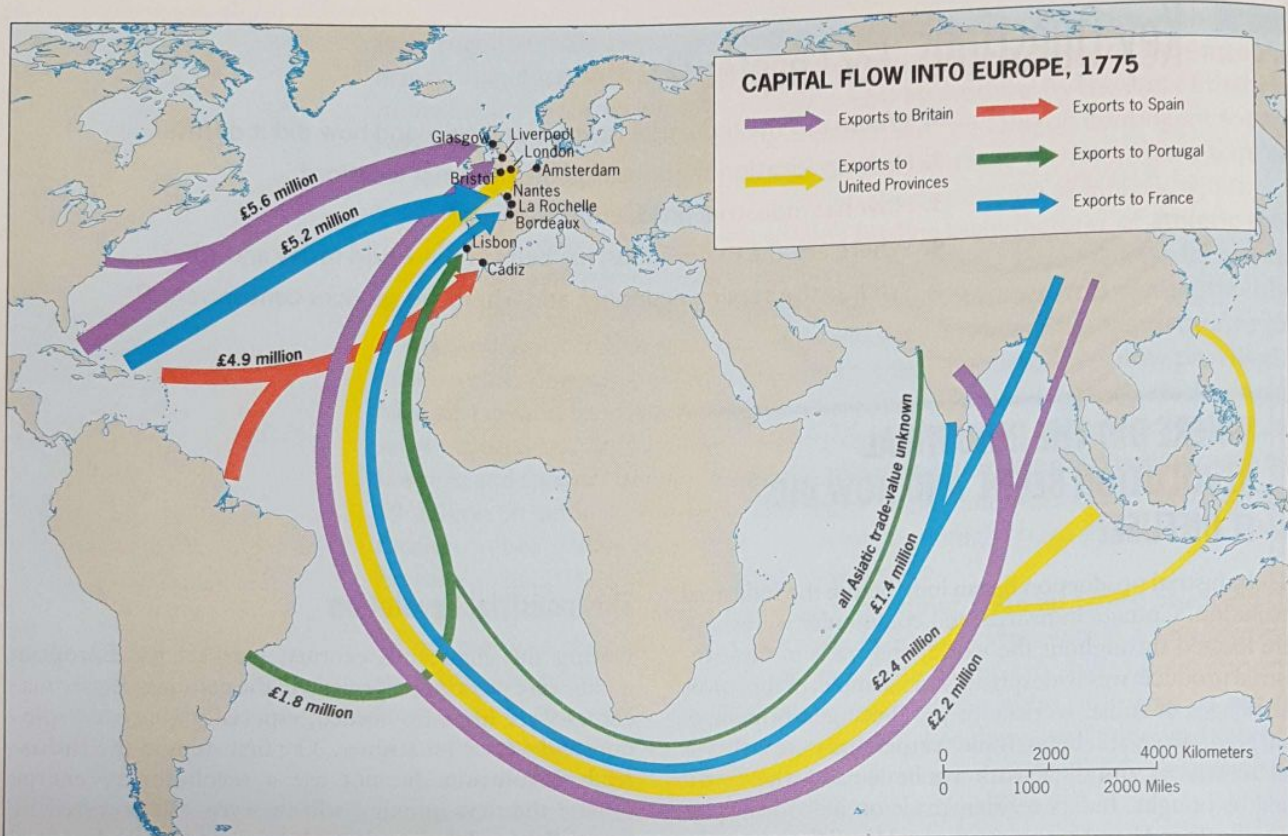 CAPITAL FLOW INTO EUROPE, 1775
Exports to Britain
Exports to
United Provinces
Exports to Spain
Exports to Portugal
Exports to France
Glasgow
Liverpool
London
Bristol
Amsterdam
Nantes
La Rochelle
Bordeaux
Lisbon
Cádiz
£5.6 million
£5.2 million
£4.9 million
£1.8 million
all Asiatic trade-value unknown
£1.4 million
£2.4 million
£2.2 million
0 2000 4000 Kilometers
0 1000 2000 Miles